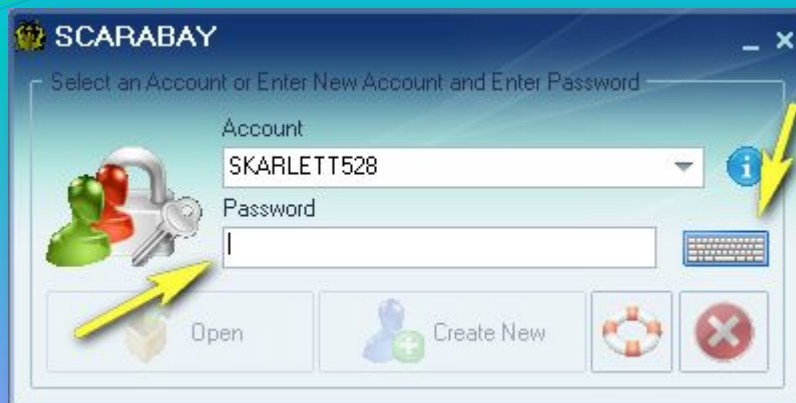 SCARABAY
Select an Account or Enter New Account and Enter Password
Account
SKARLETT528
Password
Open
Create New